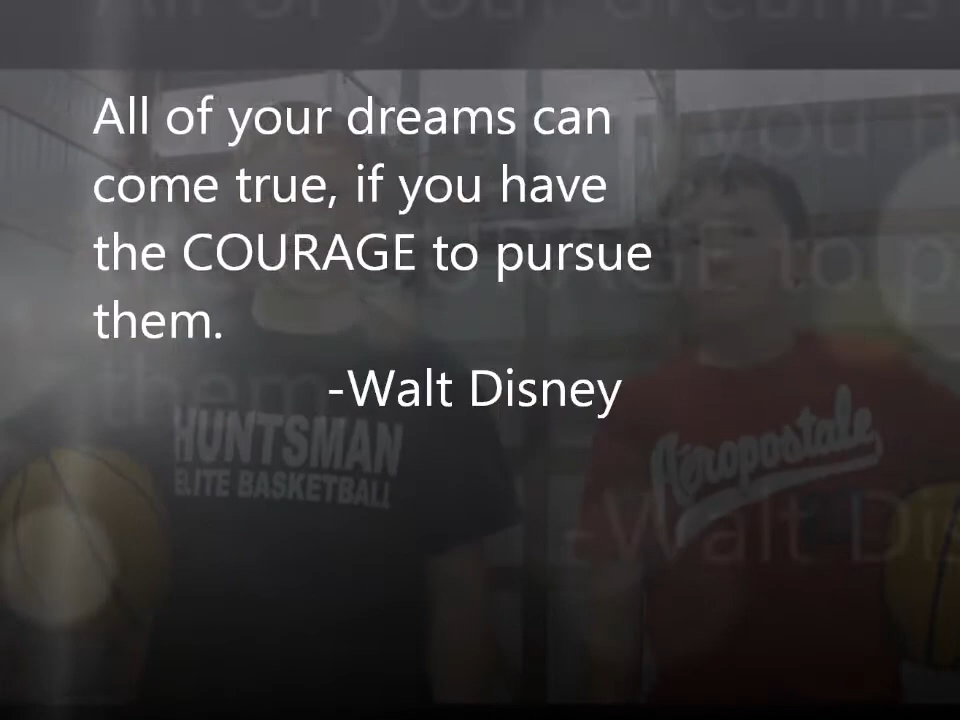 All of your dreams can
come true, if you have
the COURAGE to pursue
them.
-Walt Disney
HUNTSMAN
ELITE BASKETBALL
Aéropostale